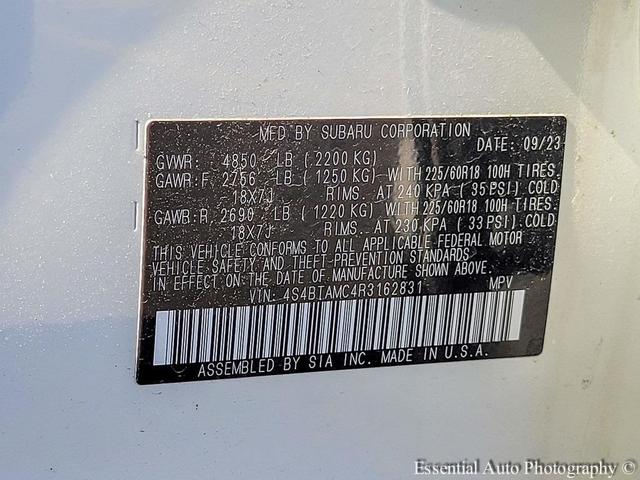 MFD BY SUBARU CORPORATION
DATE: 09/23
GVWR: 4850 LB (2200 KG)
GAWR:F, 2756 LB (1250 KG) WITH 225/60R18 100H TIRES,
18X7J RIMS, AT 240 KPA (35PSI) COLD
GAWR:R, 2690 LB (1220 KG) WITH 225/60R18 100H TIRES,
18X7J RIMS, AT 230 KPA (33PSI) COLD
THIS VEHICLE CONFORMS TO ALL APPLICABLE FEDERAL MOTOR
VEHICLE SAFETY AND THEFT-PREVENTION STANDARDS
IN EFFECT ON THE DATE OF MANUFACTURE SHOWN ABOVE.
VIN: 4S4BTAMC4R3162831 MPV
ASSEMBLED BY SIA INC. MADE IN U.S.A.
Essential Auto Photography ©